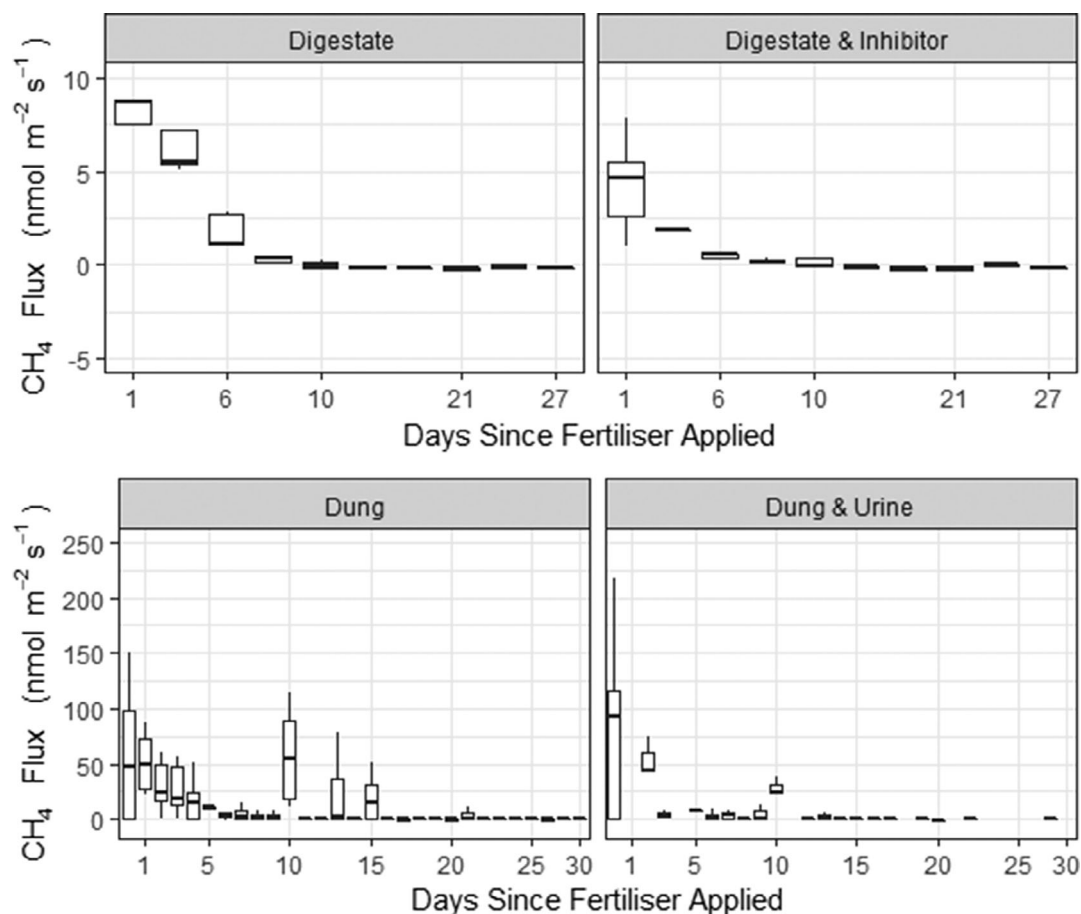 Digestate
Digestate & Inhibitor
CH₄ Flux (nmol m⁻² s⁻¹)
10
5
0
-5
1 6 10 21 27
1 6 10 21 27
Days Since Fertiliser Applied
Dung
Dung & Urine
CH₄ Flux (nmol m⁻² s⁻¹)
250
200
150
100
50
0
1 5 10 15 20 25 30
1 5 10 15 20 25 30
Days Since Fertiliser Applied